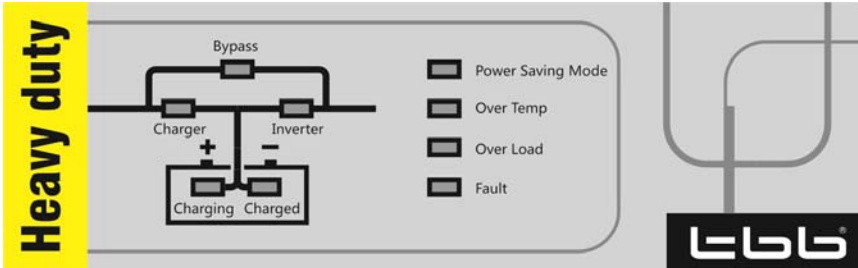 Heavy duty
Bypass
Charger
Inverter
+ −
Charging
Charged
Power Saving Mode
Over Temp
Over Load
Fault
tbb®